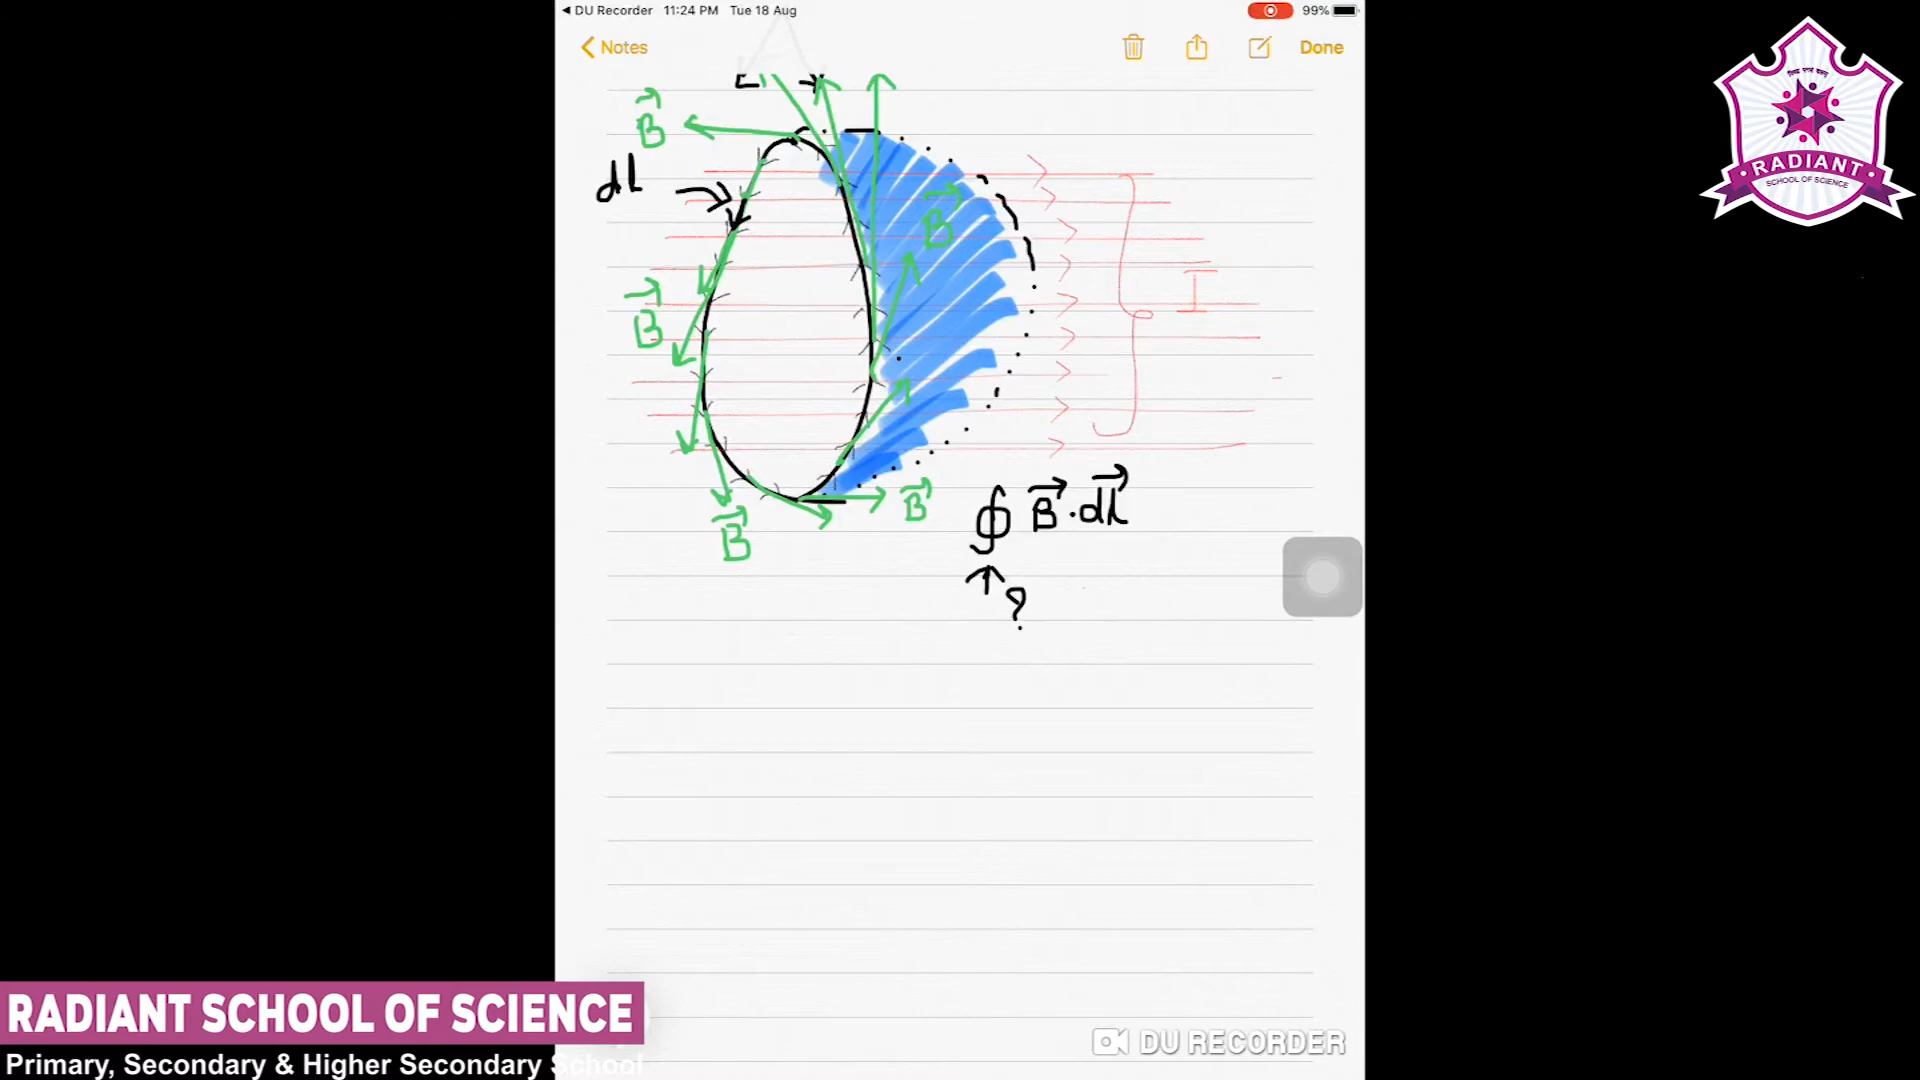 DU Recorder 11:24 PM Tue 18 Aug
99%
Notes
Done
B
dl
B
B
I
B
B
∮ B⃗ · dl⃗
?
RADIANT
SCHOOL OF SCIENCE
RADIANT SCHOOL OF SCIENCE
Primary, Secondary & Higher Secondary School
DU RECORDER